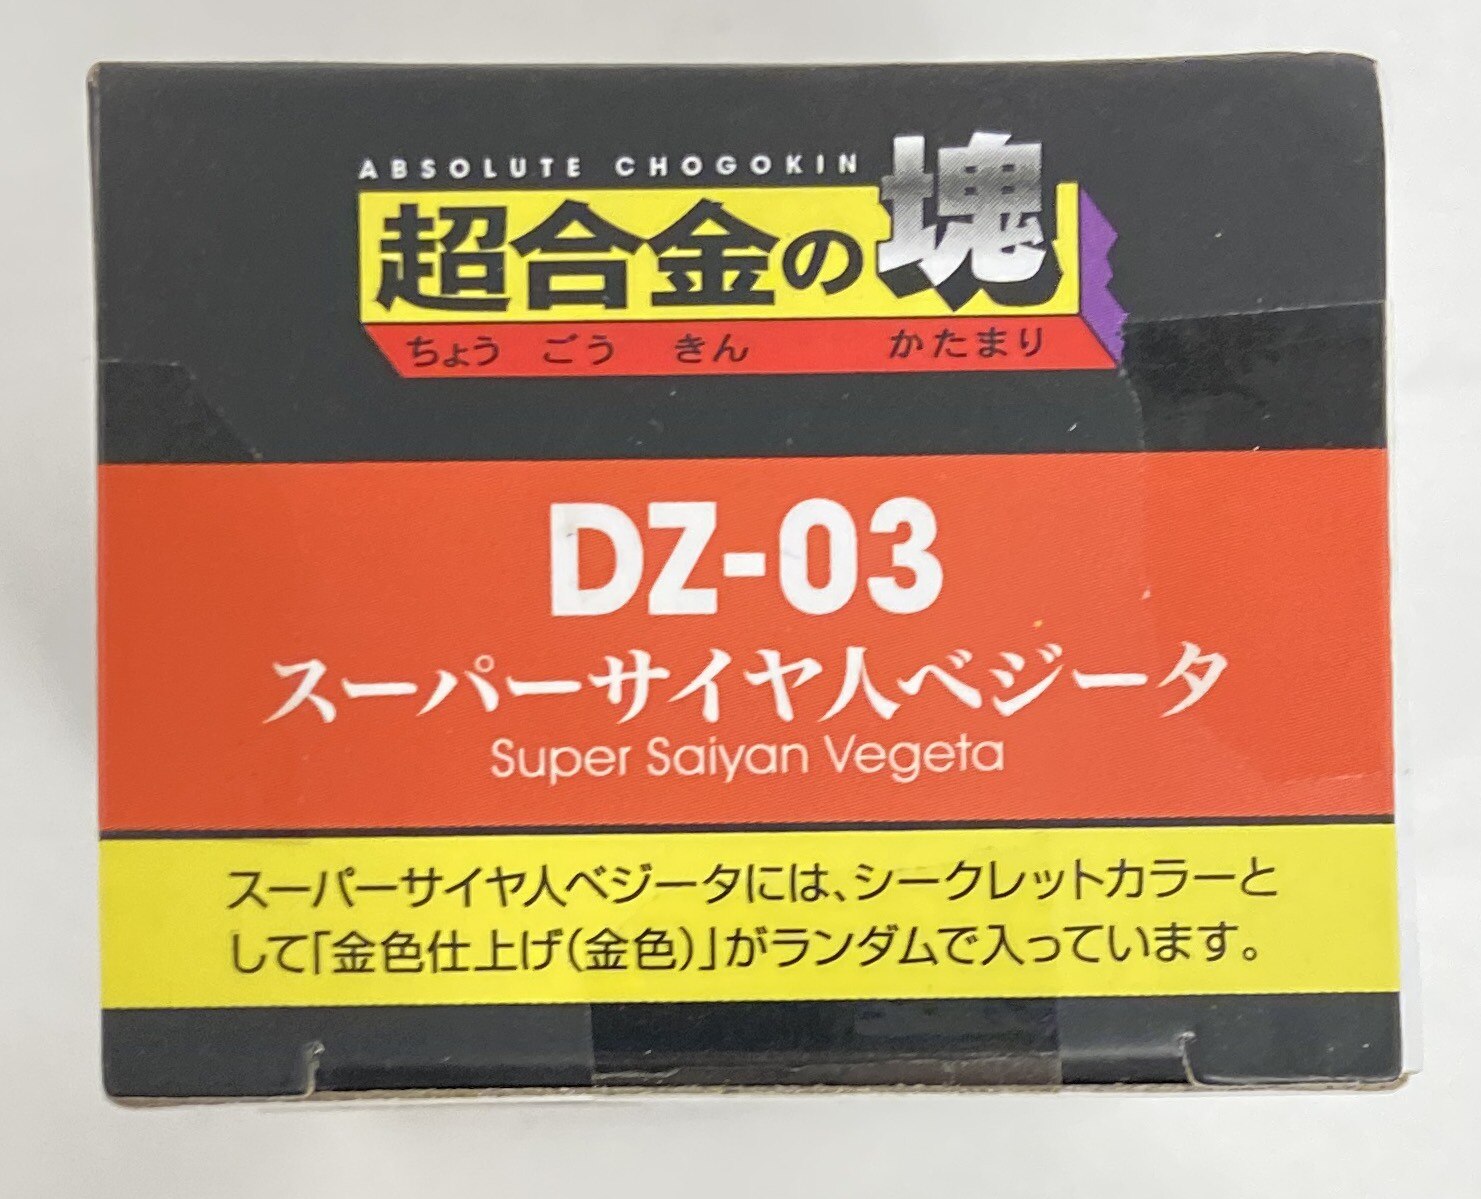 ABSOLUTE CHOGOKIN
超合金の塊
ちょう ごう きん かたまり
DZ-03
スーパーサイヤ人ベジータ
Super Saiyan Vegeta
スーパーサイヤ人ベジータには、シークレットカラーと
して「金色仕上げ(金色)」がランダムで入っています。